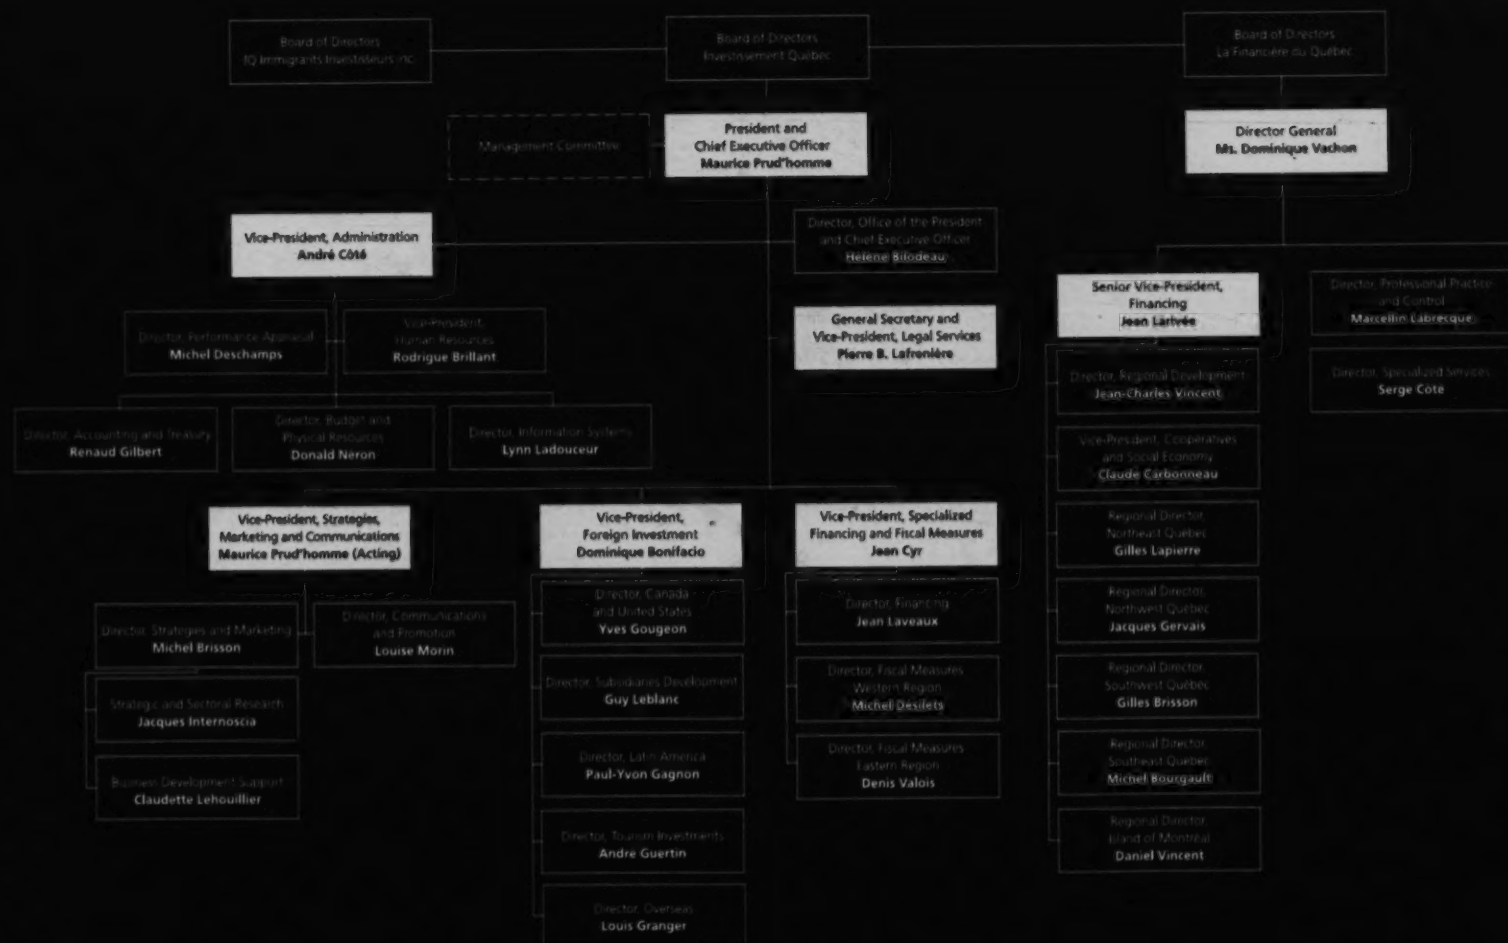 Board of Directors
IQ Immigrants Investisseurs inc.
Board of Directors
Investissement Québec
Board of Directors
La Financière du Québec
Management Committee
President and
Chief Executive Officer
Maurice Prud'homme
Director General
Ms. Dominique Vachon
Vice-President, Administration
André Côté
Director, Office of the President
and Chief Executive Officer
Hélène Bilodeau
General Secretary and
Vice-President, Legal Services
Pierre B. Lafrenière
Senior Vice-President,
Financing
Jean Larivée
Director, Professional Practice
and Control
Marcellin Labrecque
Director, Specialized Services
Serge Côté
Director, Performance Appraisal
Michel Deschamps
Vice-President,
Human Resources
Rodrigue Brillant
Director, Accounting and Treasury
Renaud Gilbert
Director, Budget and
Physical Resources
Donald Neron
Director, Information Systems
Lynn Ladouceur
Director, Regional Development
Jean-Charles Vincent
Vice-President, Cooperatives
and Social Economy
Claude Carbonneau
Regional Director,
Northeast Québec
Gilles Lapierre
Regional Director,
Northwest Québec
Jacques Gervais
Regional Director,
Southwest Québec
Gilles Brisson
Regional Director,
Southeast Québec
Michel Bourgault
Regional Director,
Island of Montréal
Daniel Vincent
Vice-President, Strategies,
Marketing and Communications
Maurice Prud'homme (Acting)
Director, Strategies and Marketing
Michel Brisson
Director, Communications
and Promotion
Louise Morin
Strategic and Sectoral Research
Jacques Internoscia
Business Development Support
Claudette Lehouillier
Vice-President,
Foreign Investment
Dominique Bonifacio
Director, Canada
and United States
Yves Gougeon
Director, Subsidiaries Development
Guy Leblanc
Director, Latin America
Paul-Yvon Gagnon
Director, Tourism Investments
Andre Guertin
Director, Overseas
Louis Granger
Vice-President, Specialized
Financing and Fiscal Measures
Jean Cyr
Director, Financing
Jean Laveaux
Director, Fiscal Measures
Western Region
Michel Désilets
Director, Fiscal Measures
Eastern Region
Denis Valois